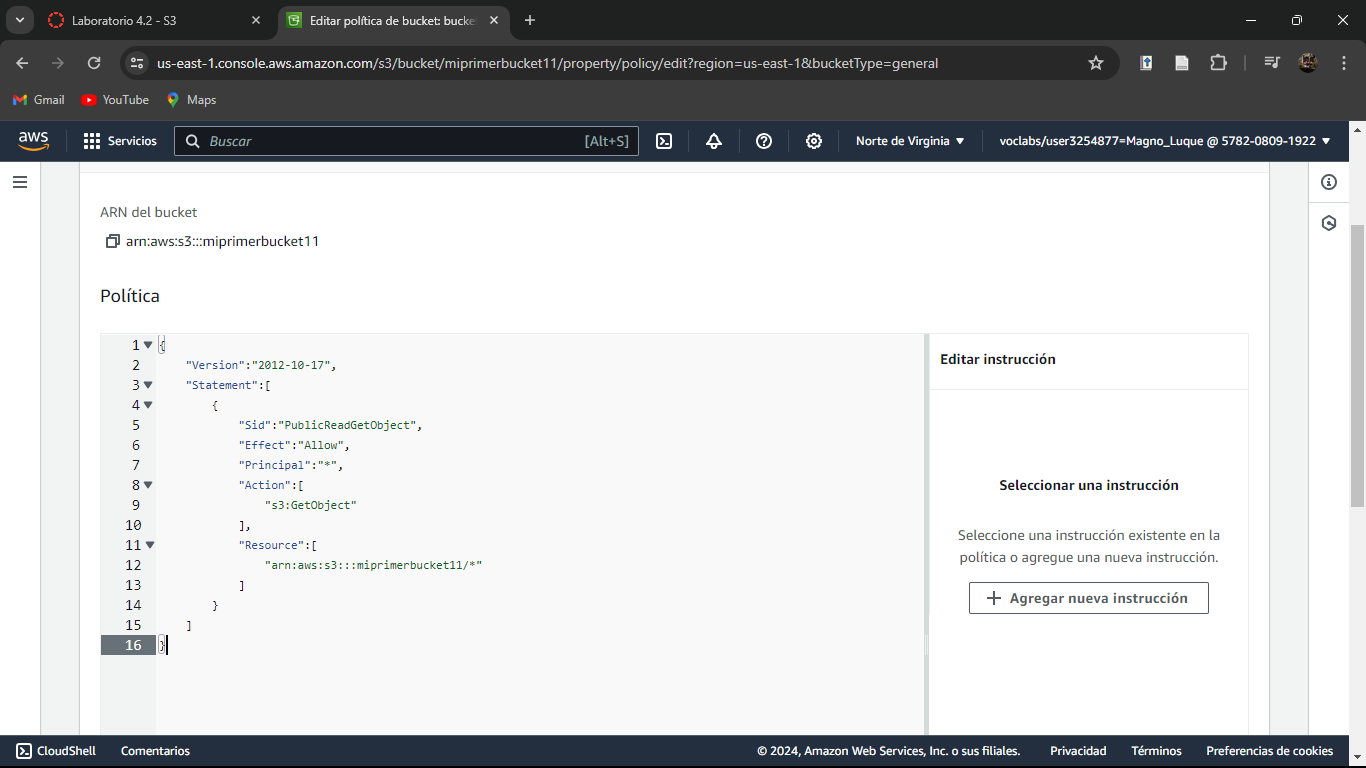 Laboratorio 4.2 - S3
Editar política de bucket: bucke
us-east-1.console.aws.amazon.com/s3/bucket/miprimerbucket11/property/policy/edit?region=us-east-1&bucketType=general
Gmail YouTube Maps
aws Servicios Buscar [Alt+S] Norte de Virginia voclabs/user3254877=Magno_Luque @ 5782-0809-1922
ARN del bucket
arn:aws:s3:::miprimerbucket11
Política
1 {
2 "Version":"2012-10-17",
3 "Statement":[
4 {
5 "Sid":"PublicReadGetObject",
6 "Effect":"Allow",
7 "Principal":"*",
8 "Action":[
9 "s3:GetObject"
10 ],
11 "Resource":[
12 "arn:aws:s3:::miprimerbucket11/*"
13 ]
14 }
15 ]
16 }
Editar instrucción
Seleccionar una instrucción
Seleccione una instrucción existente en la
política o agregue una nueva instrucción.
Agregar nueva instrucción
CloudShell Comentarios © 2024, Amazon Web Services, Inc. o sus filiales. Privacidad Términos Preferencias de cookies